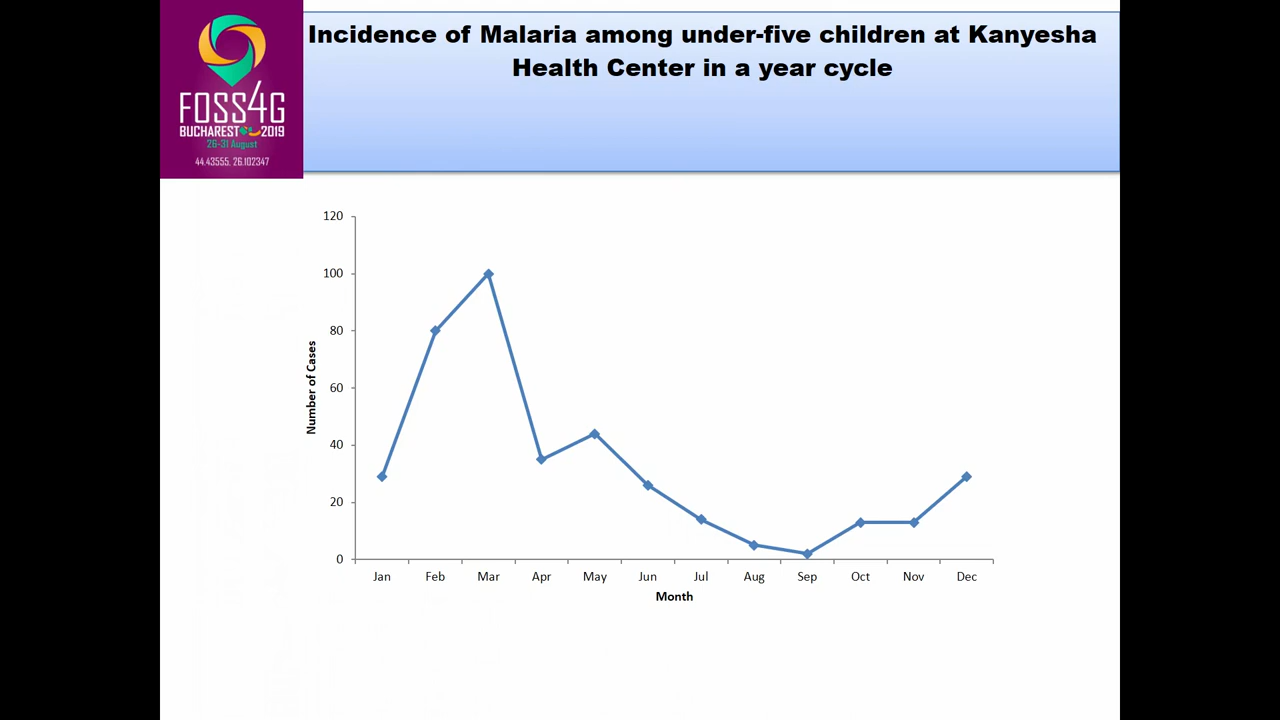 Incidence of Malaria among under-five children at Kanyesha
Health Center in a year cycle
FOSS4G
BUCHAREST 2019
26-31 August
44.43555, 26.102347
120
100
80
60
40
20
0
Number of Cases
Jan Feb Mar Apr May Jun Jul Aug Sep Oct Nov Dec
Month